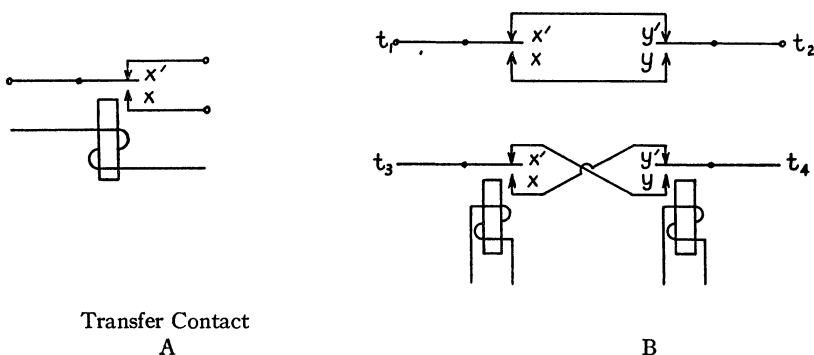 x'
x
t₁
x'
x
y'
y
t₂
t₃
x'
x
y'
y
t₄
Transfer Contact
A
B